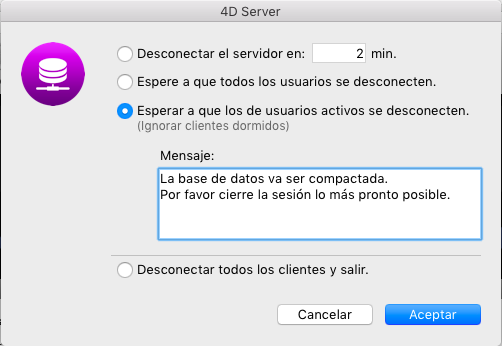 4D Server
Desconectar el servidor en: 2 min.
Espere a que todos los usuarios se desconecten.
Esperar a que los de usuarios activos se desconecten.
(Ignorar clientes dormidos)
Mensaje:
La base de datos va ser compactada.
Por favor cierre la sesión lo más pronto posible.
Desconectar todos los clientes y salir.
Cancelar
Aceptar